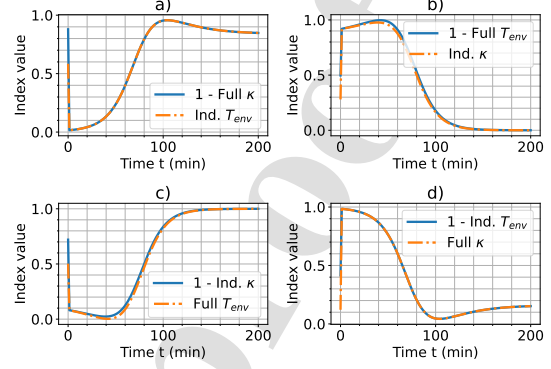 a)
Index value
1.0
0.5
0.0
1 - Full κ
Ind. T_env
0 100 200
Time t (min)
b)
Index value
1.0
0.5
0.0
1 - Full T_env
Ind. κ
0 100 200
Time t (min)
c)
Index value
1.0
0.5
0.0
1 - Ind. κ
Full T_env
0 100 200
Time t (min)
d)
Index value
1.0
0.5
0.0
1 - Ind. T_env
Full κ
0 100 200
Time t (min)